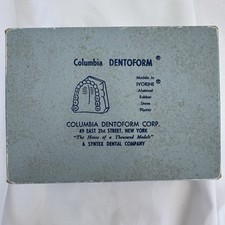 Columbia DENTOFORM ®
Models in
IVORINE ®
Aluminal
Rubber
Stone
Plaster
COLUMBIA DENTOFORM CORP.
49 EAST 21st STREET, NEW YORK
"The House of a Thousand Models"
A SYNTEX DENTAL COMPANY